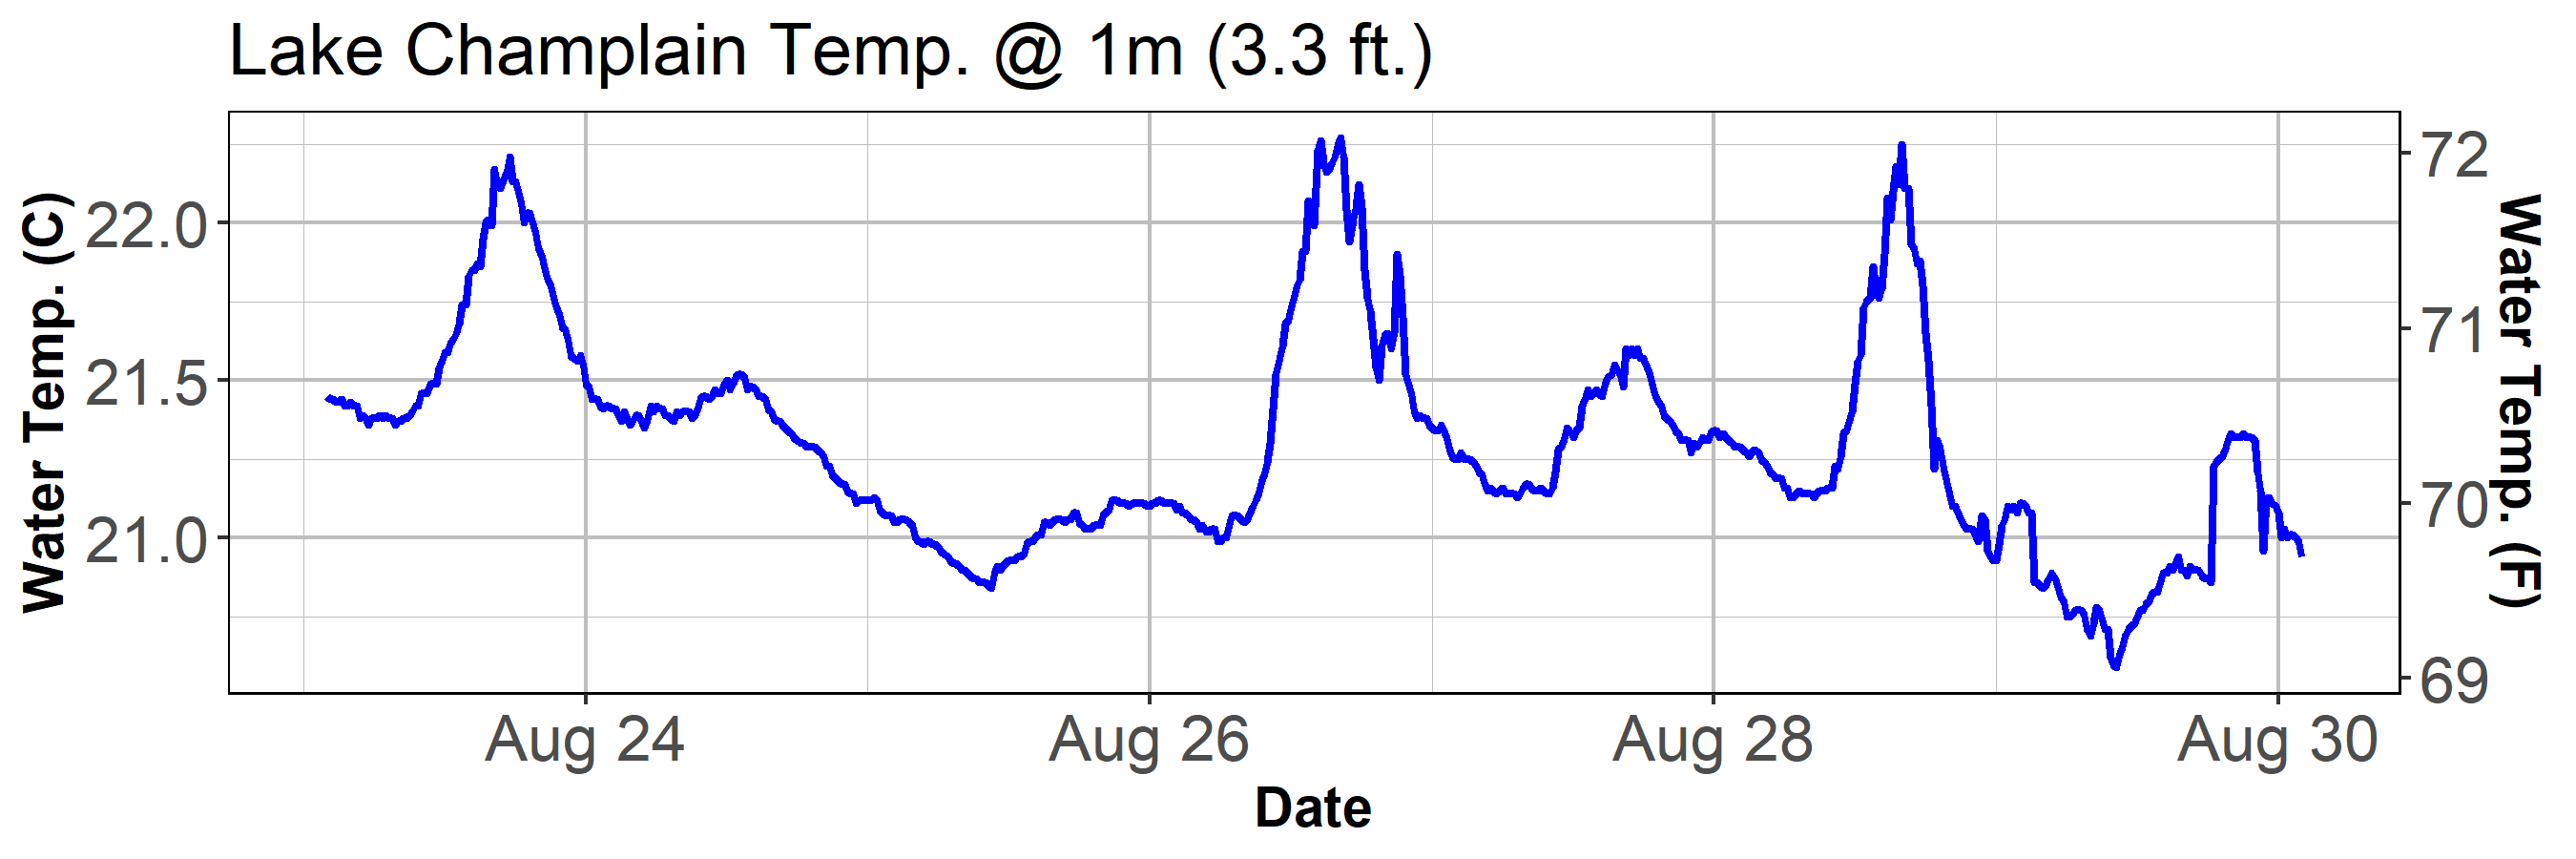 Lake Champlain Temp. @ 1m (3.3 ft.)
Water Temp. (C)
22.0
21.5
21.0
72
71
70
69
Water Temp. (F)
Aug 24
Aug 26
Aug 28
Aug 30
Date